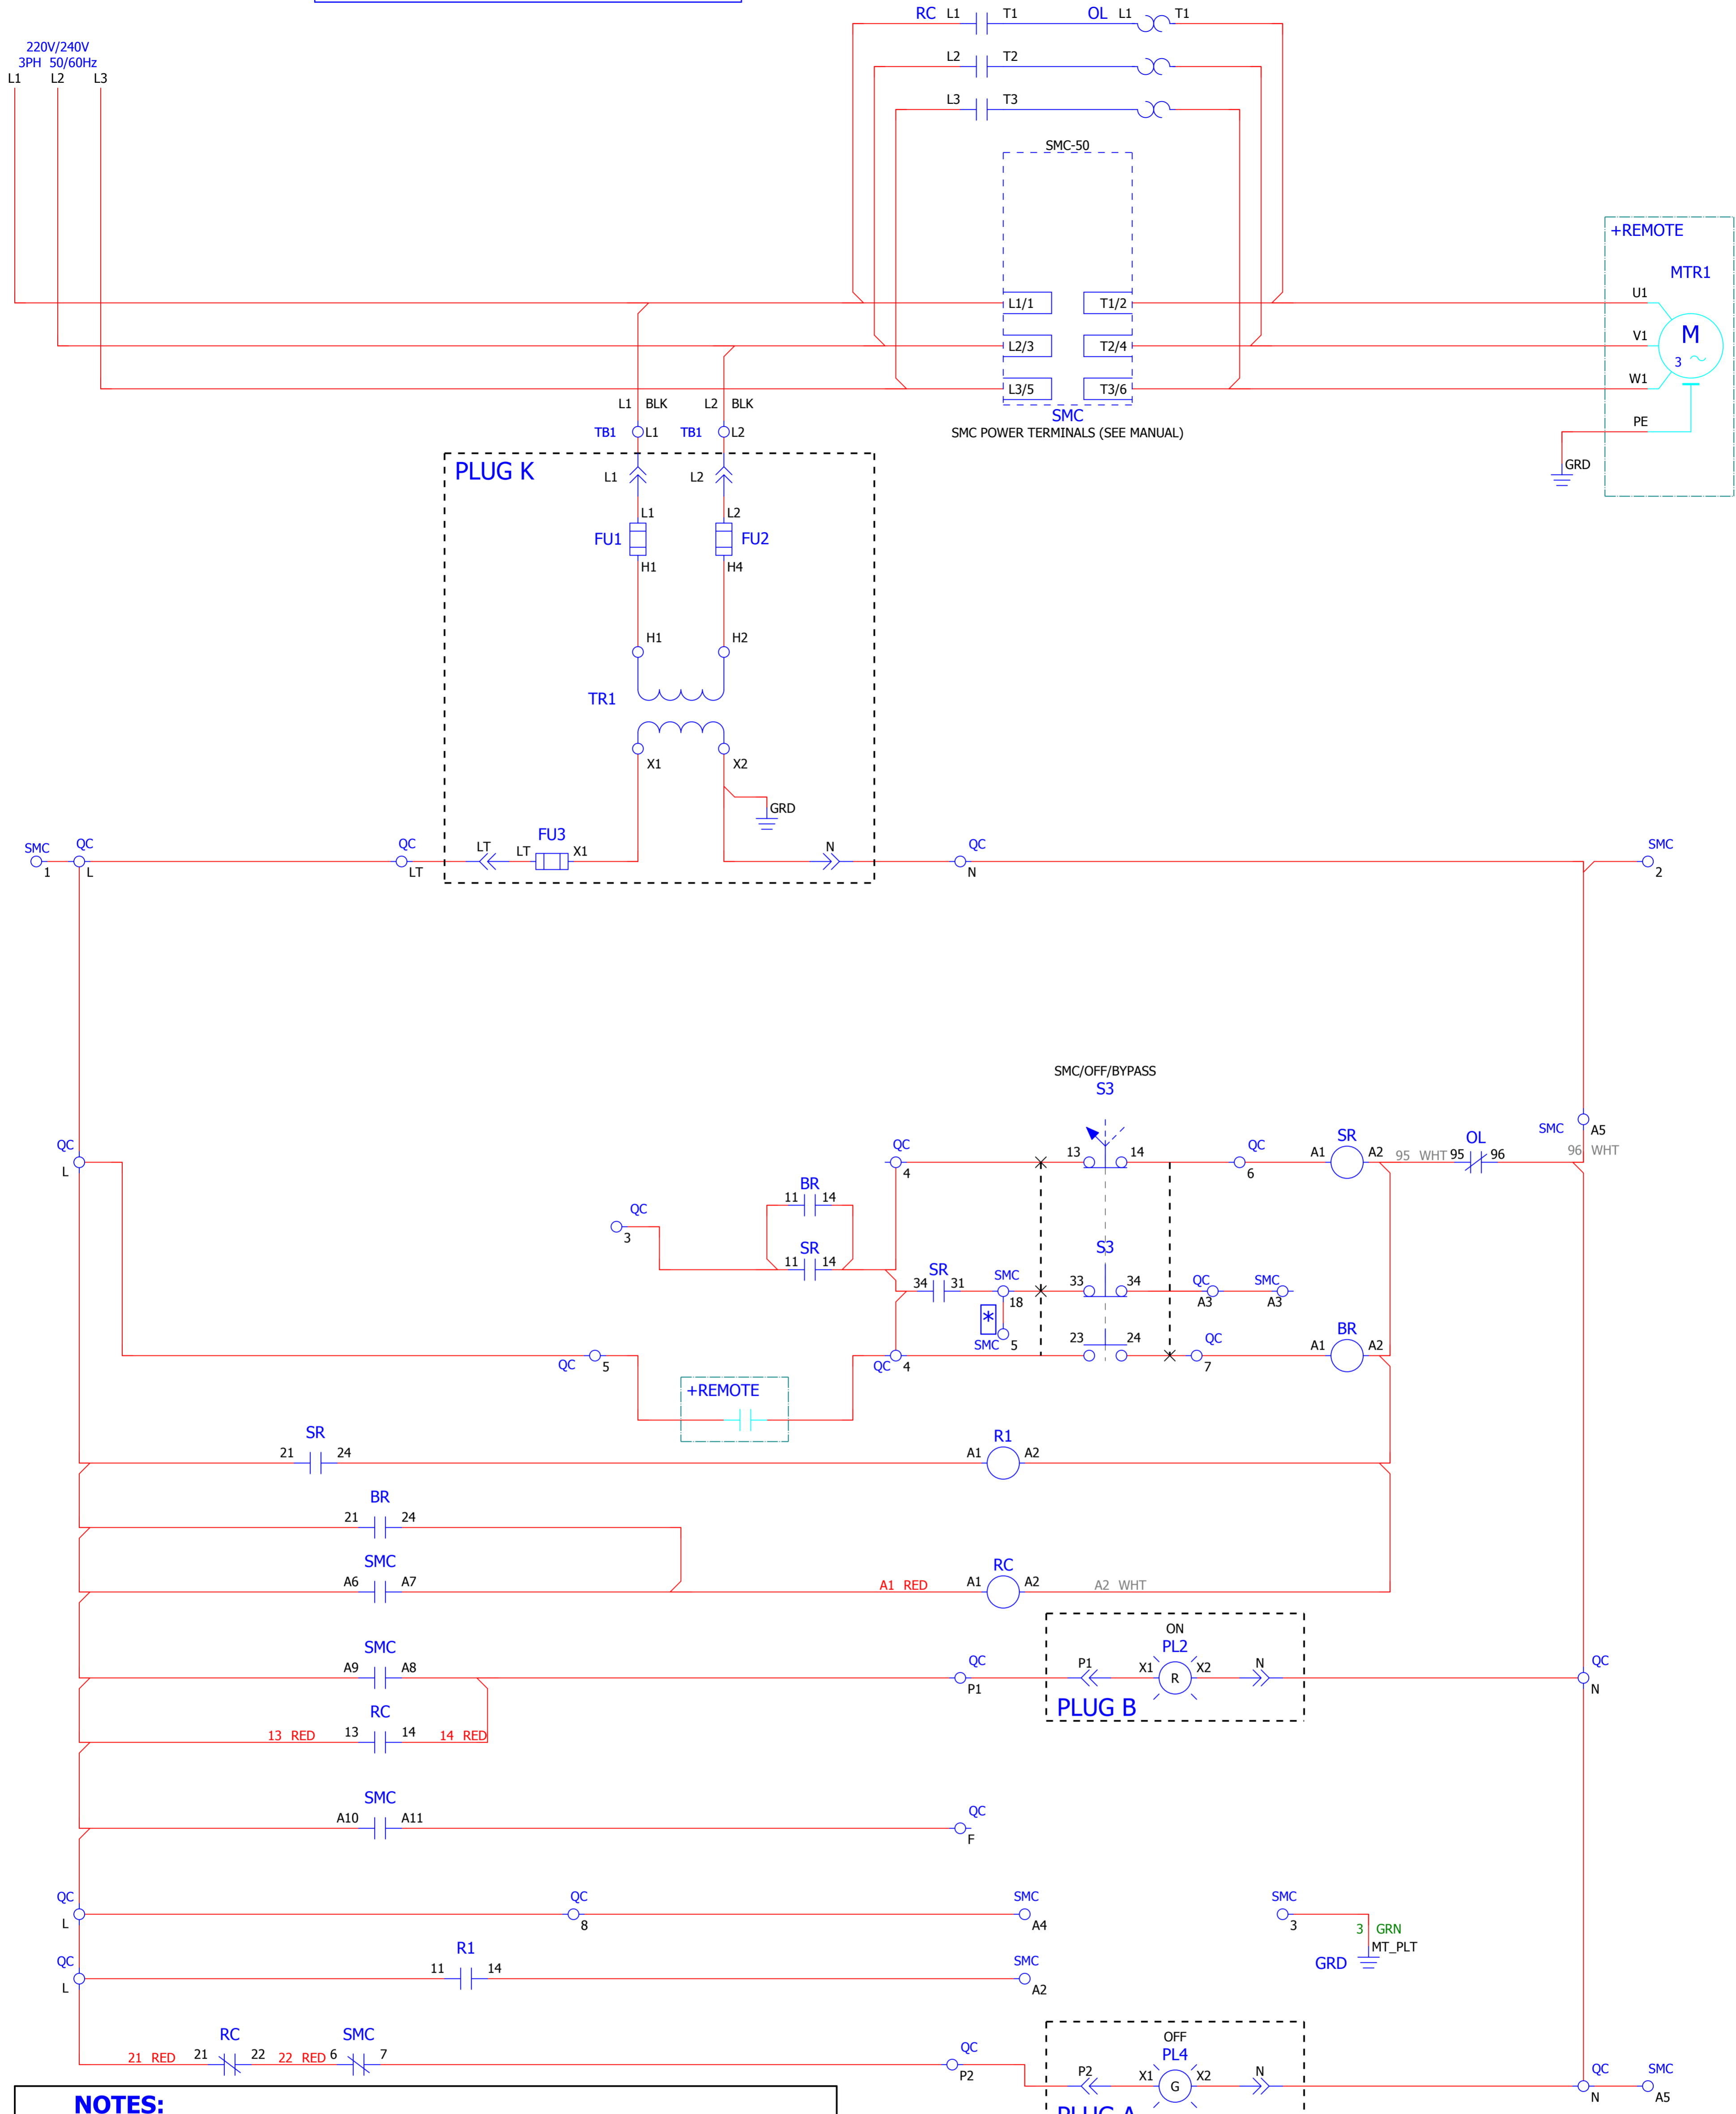 RC L1 T1 OL L1 T1
220V/240V
3PH 50/60Hz
L1 L2 L3
L2 T2
L3 T3
SMC-50
+REMOTE
MTR1
U1
L1/1 T1/2
V1
M
3
L2/3 T2/4
W1
L3/5 T3/6
L1 BLK L2 BLK
SMC
PE
TB1 L1 TB1 L2
SMC POWER TERMINALS (SEE MANUAL)
PLUG K
L1 L2
GRD
L1 L2
FU1 FU2
H1 H4
H1 H2
TR1
X1 X2
GRD
FU3
SMC QC QC LT LT X1 N QC SMC
1 L LT N 2
SMC/OFF/BYPASS
S3
SMC A5
QC QC 13 14 QC SR OL
L 4 6 A1 A2 95 WHT 95 96 96 WHT
BR
11 14
QC
3
SR S3
11 14
SR SMC QC SMC
34 31 33 34
18 A3 A3
*
SMC 5 23 24 QC BR
A1 A2
QC 5 QC 4 7
+REMOTE
SR R1
21 24 A1 A2
BR
21 24
SMC RC
A6 A7 A1 RED A1 A2 A2 WHT
ON
SMC PL2
A9 A8 QC P1 X1 R X2 N QC
P1 N
RC PLUG B
13 RED 13 14 14 RED
SMC
A10 A11 QC
F
QC QC SMC SMC
L 8 A4 3
3 GRN
MT_PLT
GRD
QC R1 SMC
L 11 14 A2
OFF
RC SMC PL4
21 RED 21 22 22 RED 6 7 QC
P2 P2 X1 G X2 N QC SMC
N A5
NOTES:
PLUG A